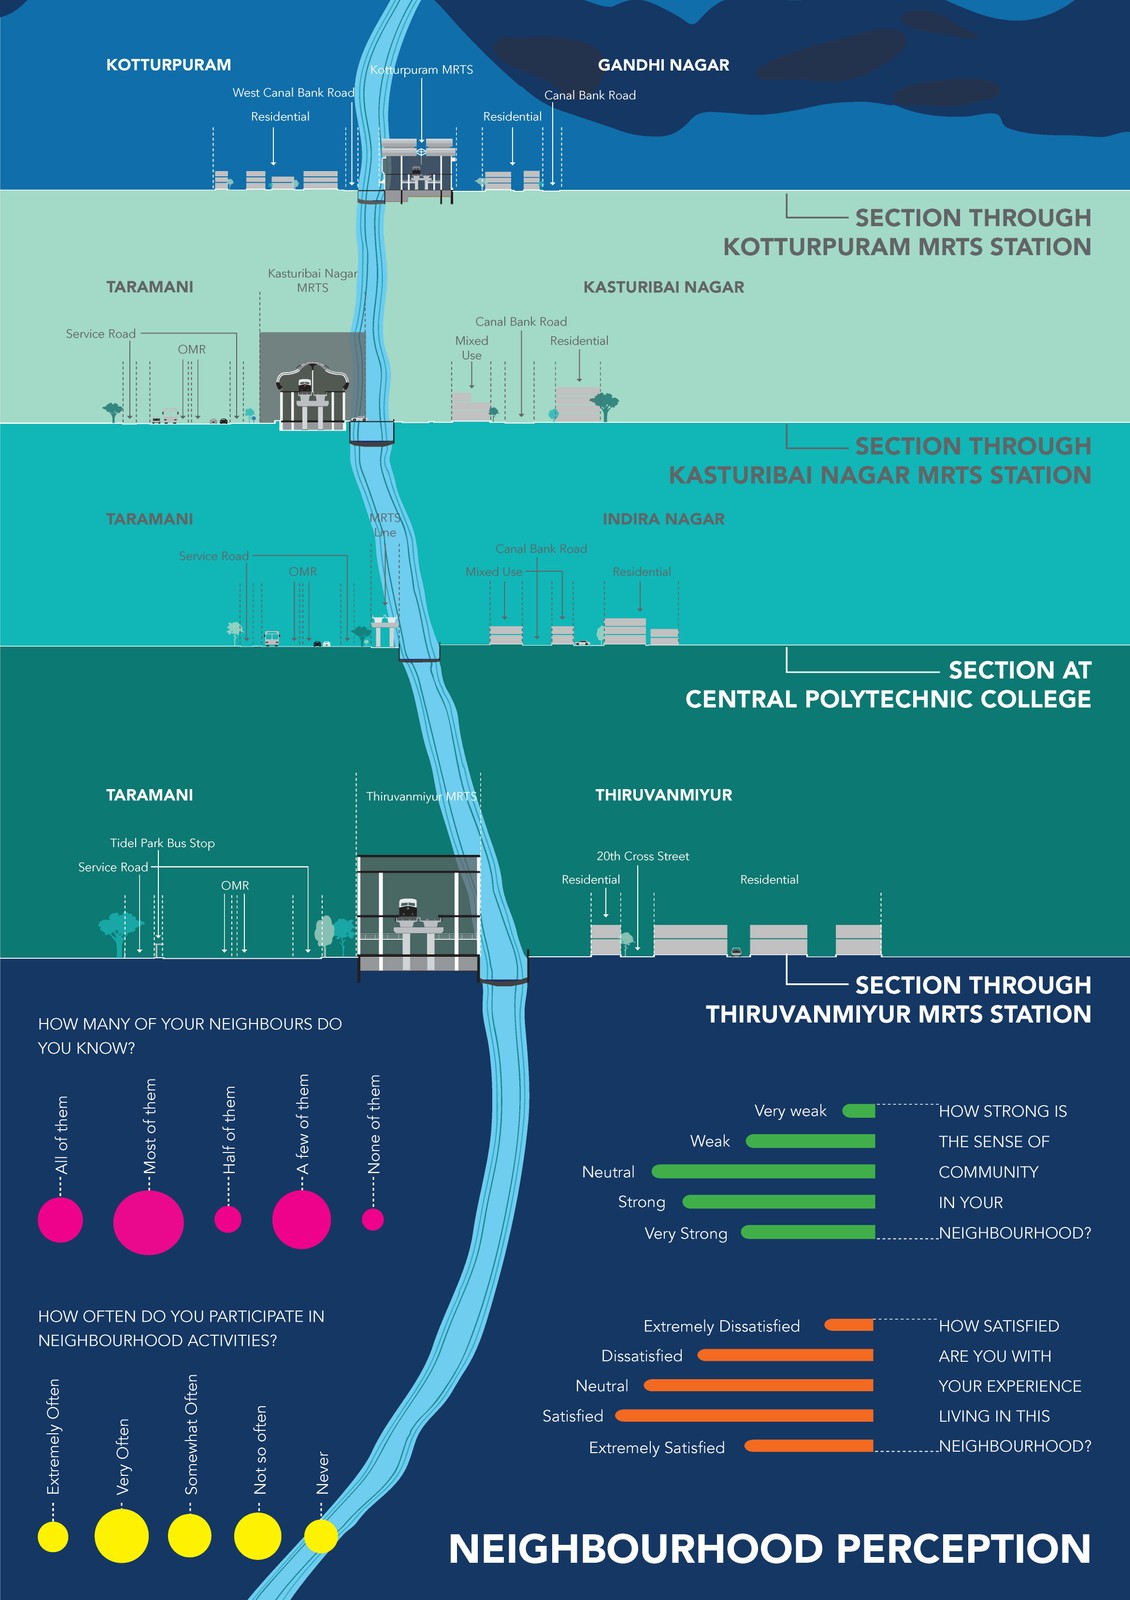 KOTTURPURAM
Kotturpuram MRTS
GANDHI NAGAR
West Canal Bank Road
Canal Bank Road
Residential
Residential
SECTION THROUGH
KOTTURPURAM MRTS STATION
TARAMANI
Kasturibai Nagar
MRTS
KASTURIBAI NAGAR
Service Road
OMR
Canal Bank Road
Mixed
Use
Residential
SECTION THROUGH
KASTURIBAI NAGAR MRTS STATION
TARAMANI
MRTS
Line
INDIRA NAGAR
Service Road
OMR
Canal Bank Road
Mixed Use
Residential
SECTION AT
CENTRAL POLYTECHNIC COLLEGE
TARAMANI
Thiruvanmiyur MRTS
THIRUVANMIYUR
Tidel Park Bus Stop
Service Road
OMR
20th Cross Street
Residential
Residential
SECTION THROUGH
THIRUVANMIYUR MRTS STATION
HOW MANY OF YOUR NEIGHBOURS DO
YOU KNOW?
All of them
Most of them
Half of them
A few of them
None of them
Very weak
Weak
Neutral
Strong
Very Strong
HOW STRONG IS
THE SENSE OF
COMMUNITY
IN YOUR
NEIGHBOURHOOD?
HOW OFTEN DO YOU PARTICIPATE IN
NEIGHBOURHOOD ACTIVITIES?
Extremely Often
Very Often
Somewhat Often
Not so often
Never
Extremely Dissatisfied
Dissatisfied
Neutral
Satisfied
Extremely Satisfied
HOW SATISFIED
ARE YOU WITH
YOUR EXPERIENCE
LIVING IN THIS
NEIGHBOURHOOD?
NEIGHBOURHOOD PERCEPTION